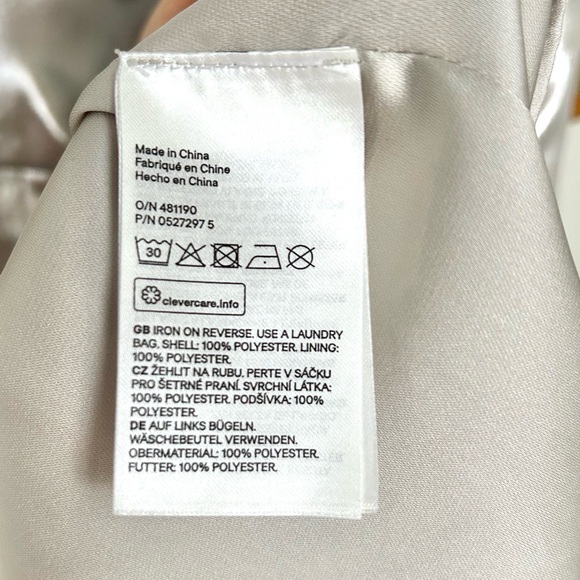 Made in China
Fabriqué en Chine
Hecho en China
O/N 481190
P/N 0527297 5
30
clevercare.info
GB IRON ON REVERSE. USE A LAUNDRY
BAG. SHELL: 100% POLYESTER. LINING:
100% POLYESTER.
CZ ŽEHLIT NA RUBU. PERTE V SÁČKU
PRO ŠETRNÉ PRANÍ. SVRCHNÍ LÁTKA:
100% POLYESTER. PODŠÍVKA: 100%
POLYESTER.
DE AUF LINKS BÜGELN.
WÄSCHEBEUTEL VERWENDEN.
OBERMATERIAL: 100% POLYESTER.
FUTTER: 100% POLYESTER.